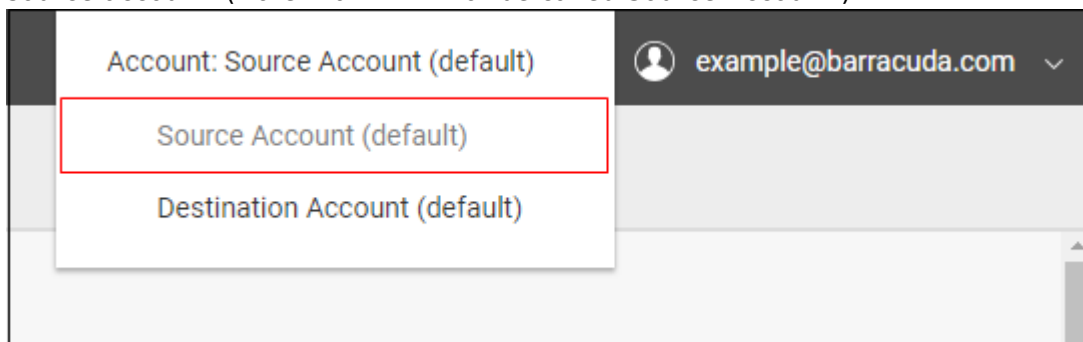 Account: Source Account (default)
example@barracuda.com
Source Account (default)
Destination Account (default)